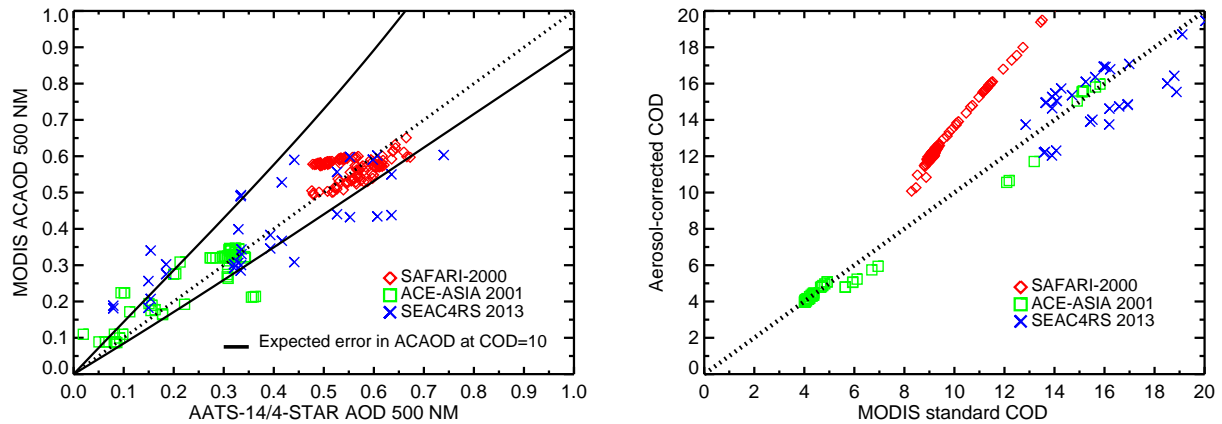 1.0
0.9
0.8
0.7
0.6
0.5
0.4
0.3
0.2
0.1
0.0
MODIS ACAOD 500 NM
SAFARI-2000
ACE-ASIA 2001
SEAC4RS 2013
Expected error in ACAOD at COD=10
0.0 0.1 0.2 0.3 0.4 0.5 0.6 0.7 0.8 0.9 1.0
AATS-14/4-STAR AOD 500 NM
20
18
16
14
12
10
8
6
4
2
0
Aerosol-corrected COD
SAFARI-2000
ACE-ASIA 2001
SEAC4RS 2013
0 2 4 6 8 10 12 14 16 18 20
MODIS standard COD